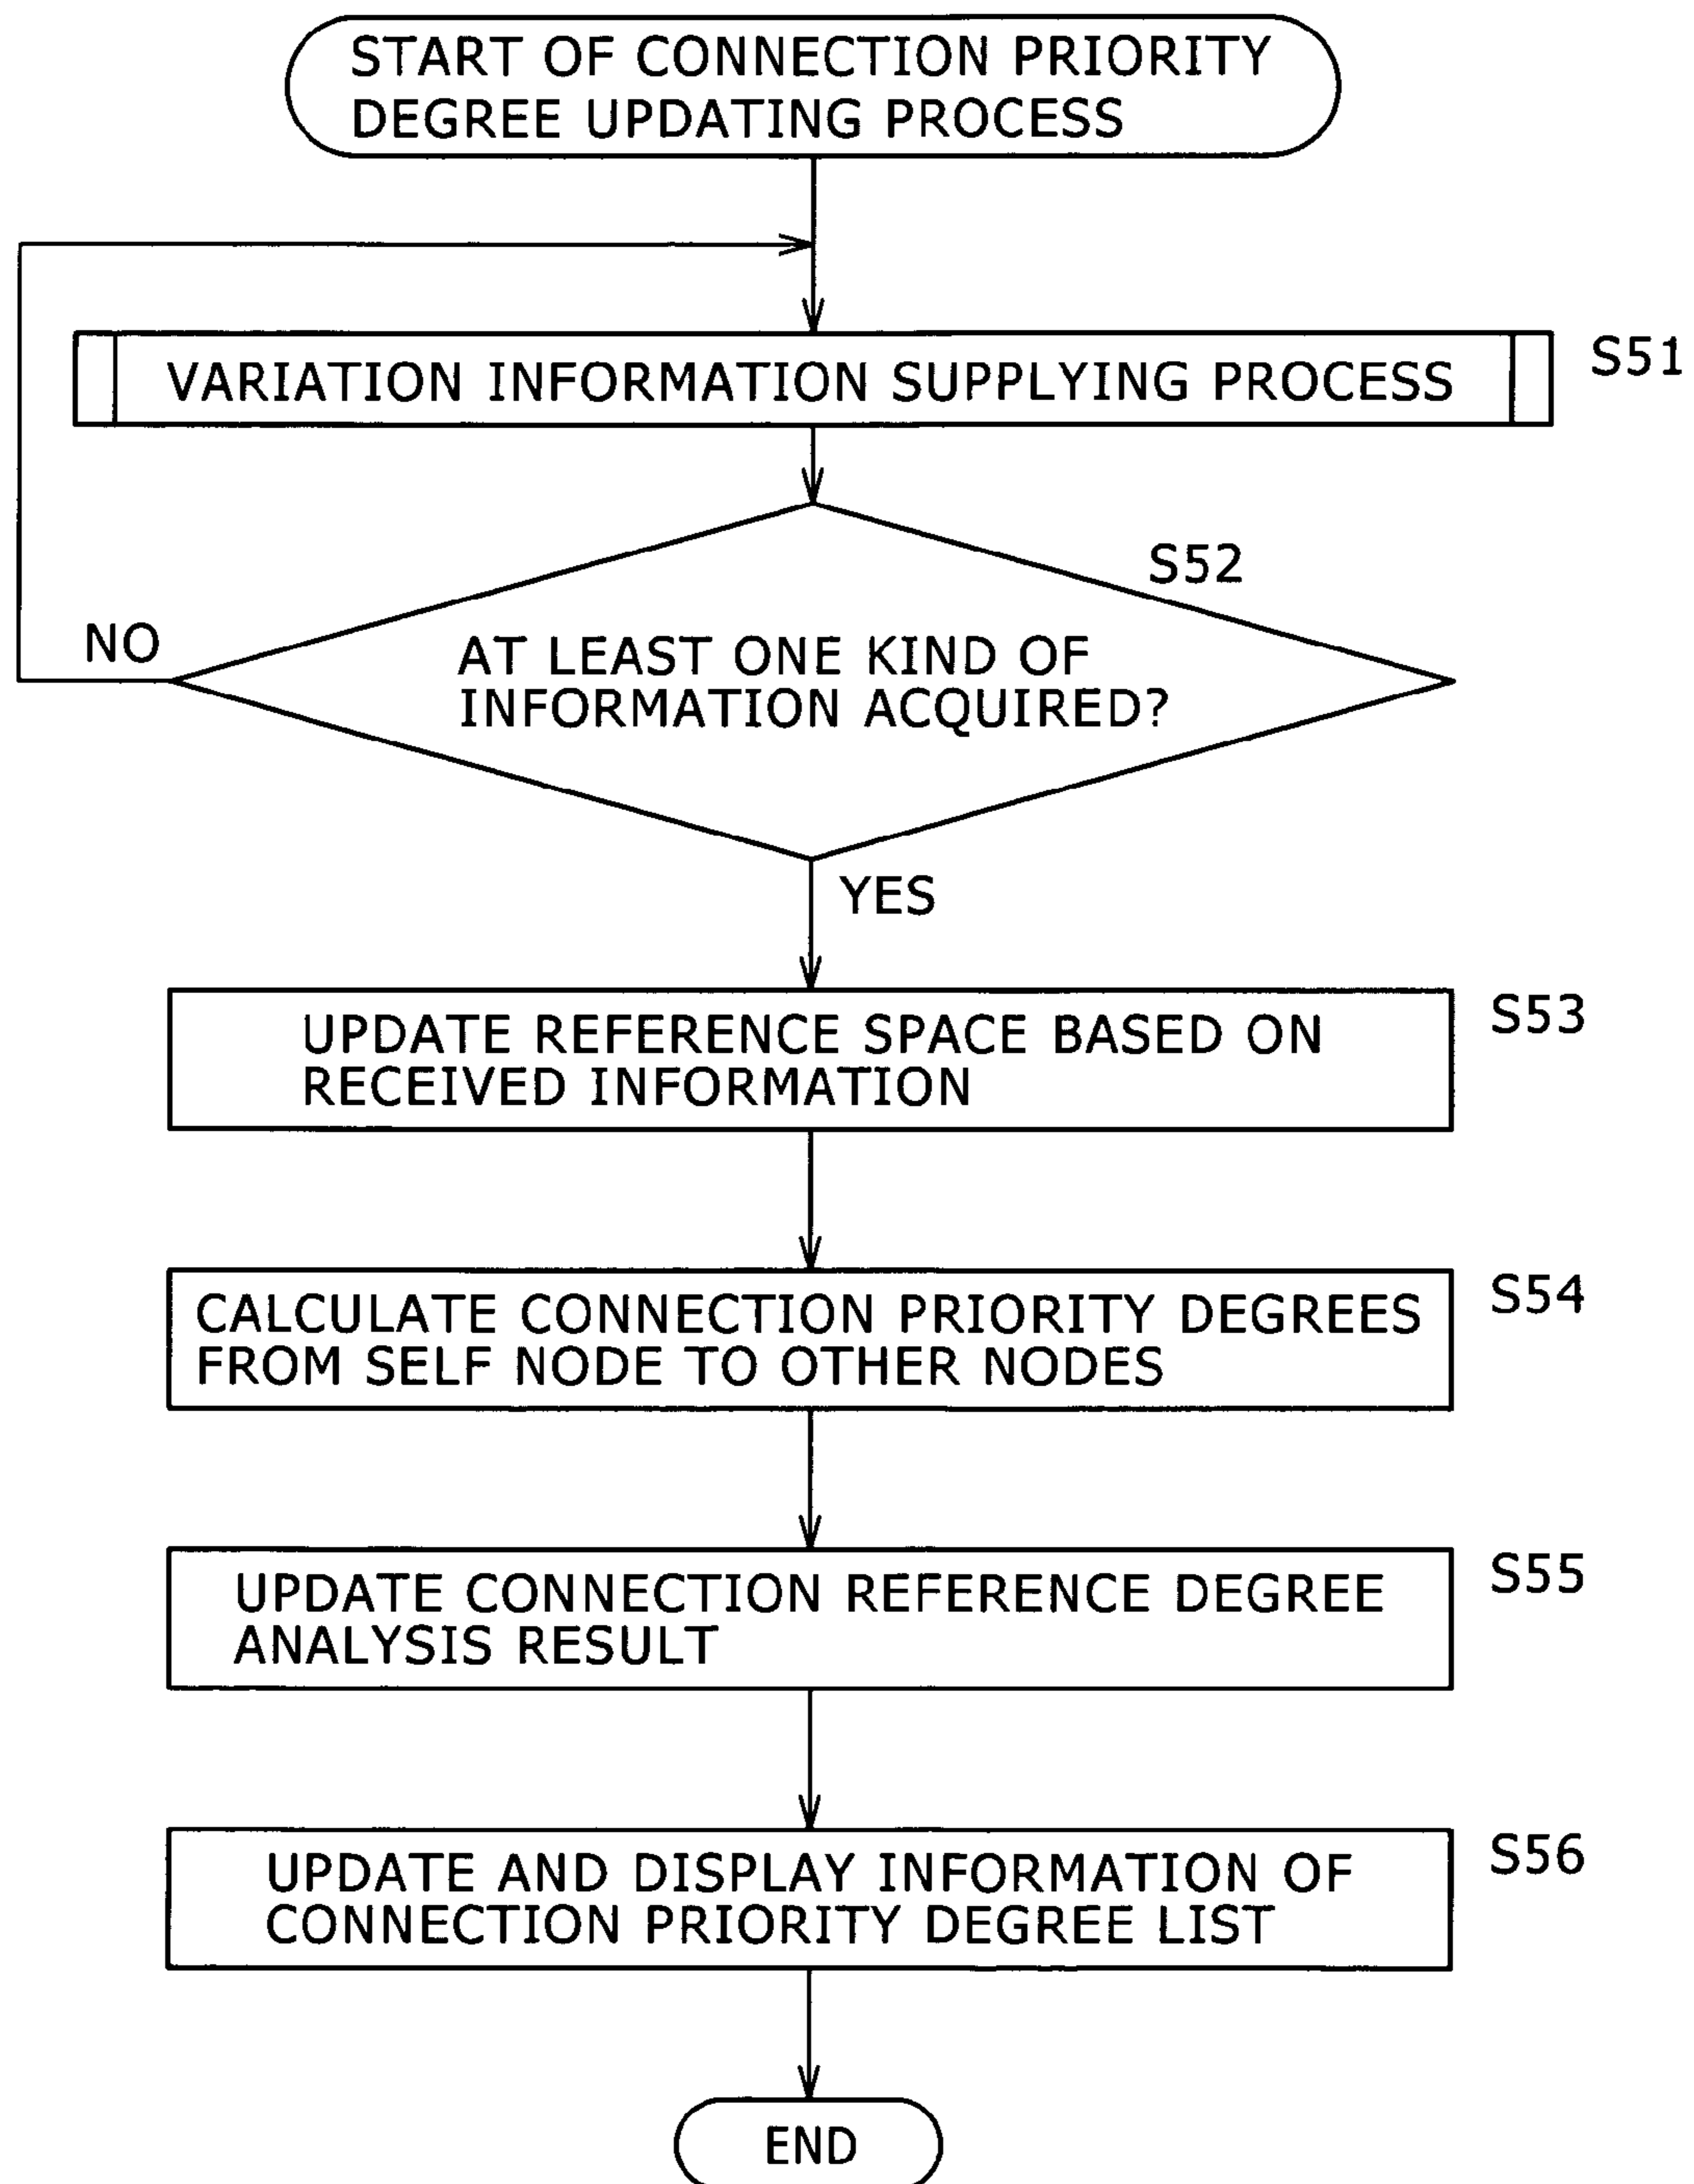 START OF CONNECTION PRIORITY
DEGREE UPDATING PROCESS
VARIATION INFORMATION SUPPLYING PROCESS
S51
S52
NO
AT LEAST ONE KIND OF
INFORMATION ACQUIRED?
YES
UPDATE REFERENCE SPACE BASED ON
RECEIVED INFORMATION
S53
CALCULATE CONNECTION PRIORITY DEGREES
FROM SELF NODE TO OTHER NODES
S54
UPDATE CONNECTION REFERENCE DEGREE
ANALYSIS RESULT
S55
UPDATE AND DISPLAY INFORMATION OF
CONNECTION PRIORITY DEGREE LIST
S56
END